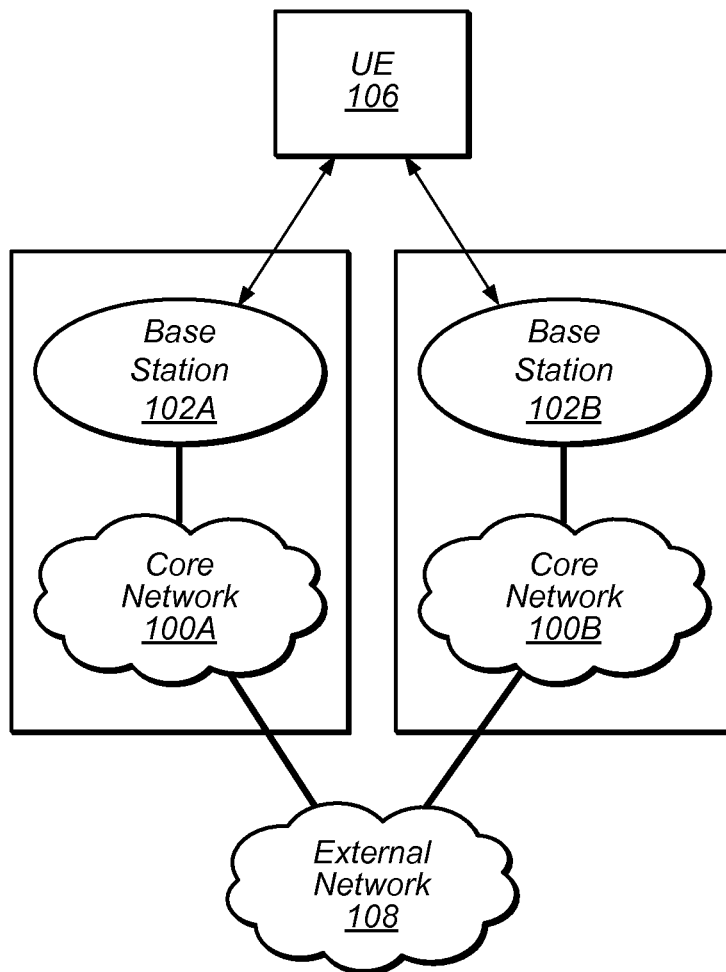 UE
106
Base
Station
102A
Base
Station
102B
Core
Network
100A
Core
Network
100B
External
Network
108